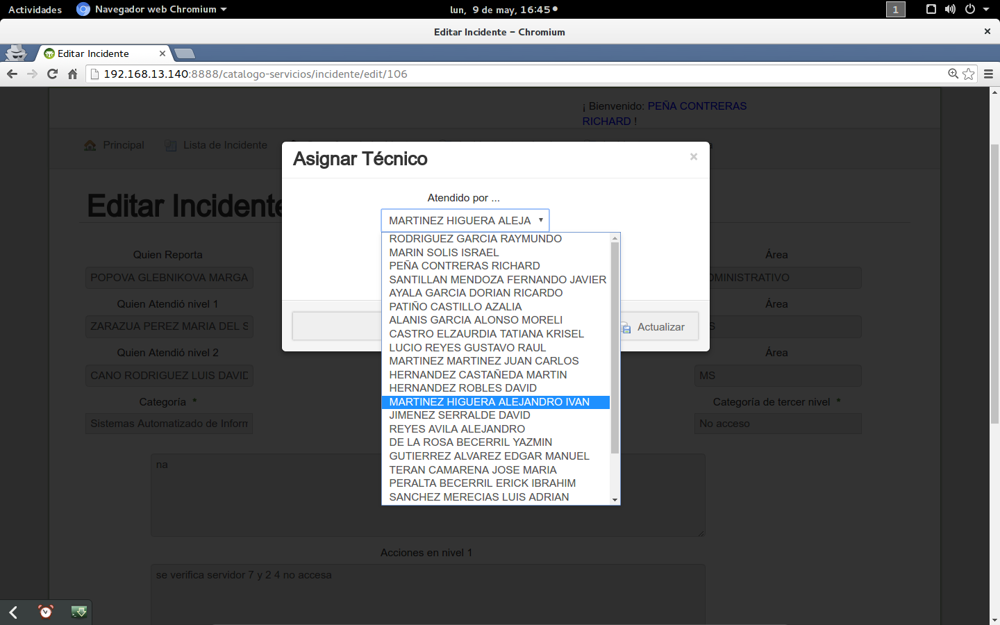 Actividades Navegador web Chromium lun, 9 de may, 16:45 1
Editar Incidente – Chromium
Editar Incidente
192.168.13.140:8888/catalogo-servicios/incidente/edit/106
¡ Bienvenido: PEÑA CONTRERAS
RICHARD !
Principal Lista de Incidente
Asignar Técnico
Editar Incidente
Atendido por ...
MARTINEZ HIGUERA ALEJA
RODRIGUEZ GARCIA RAYMUNDO
MARIN SOLIS ISRAEL
PEÑA CONTRERAS RICHARD
SANTILLAN MENDOZA FERNANDO JAVIER
AYALA GARCIA DORIAN RICARDO
PATIÑO CASTILLO AZALIA
ALANIS GARCIA ALONSO MORELI
CASTRO ELZAURDIA TATIANA KRISEL
LUCIO REYES GUSTAVO RAUL
MARTINEZ MARTINEZ JUAN CARLOS
HERNANDEZ CASTAÑEDA MARTIN
HERNANDEZ ROBLES DAVID
MARTINEZ HIGUERA ALEJANDRO IVAN
JIMENEZ SERRALDE DAVID
REYES AVILA ALEJANDRO
DE LA ROSA BECERRIL YAZMIN
GUTIERREZ ALVAREZ EDGAR MANUEL
TERAN CAMARENA JOSE MARIA
PERALTA BECERRIL ERICK IBRAHIM
SANCHEZ MERECIAS LUIS ADRIAN
Actualizar
Quien Reporta Área
POPOVA GLEBNIKOVA MARGA DMINISTRATIVO
Quien Atendió nivel 1 Área
ZARAZUA PEREZ MARIA DEL S S
Quien Atendió nivel 2 Área
CANO RODRIGUEZ LUIS DAVID MS
Categoría * Categoría de tercer nivel *
Sistemas Automatizado de Inform No acceso
na
Acciones en nivel 1
se verifica servidor 7 y 2 4 no accesa